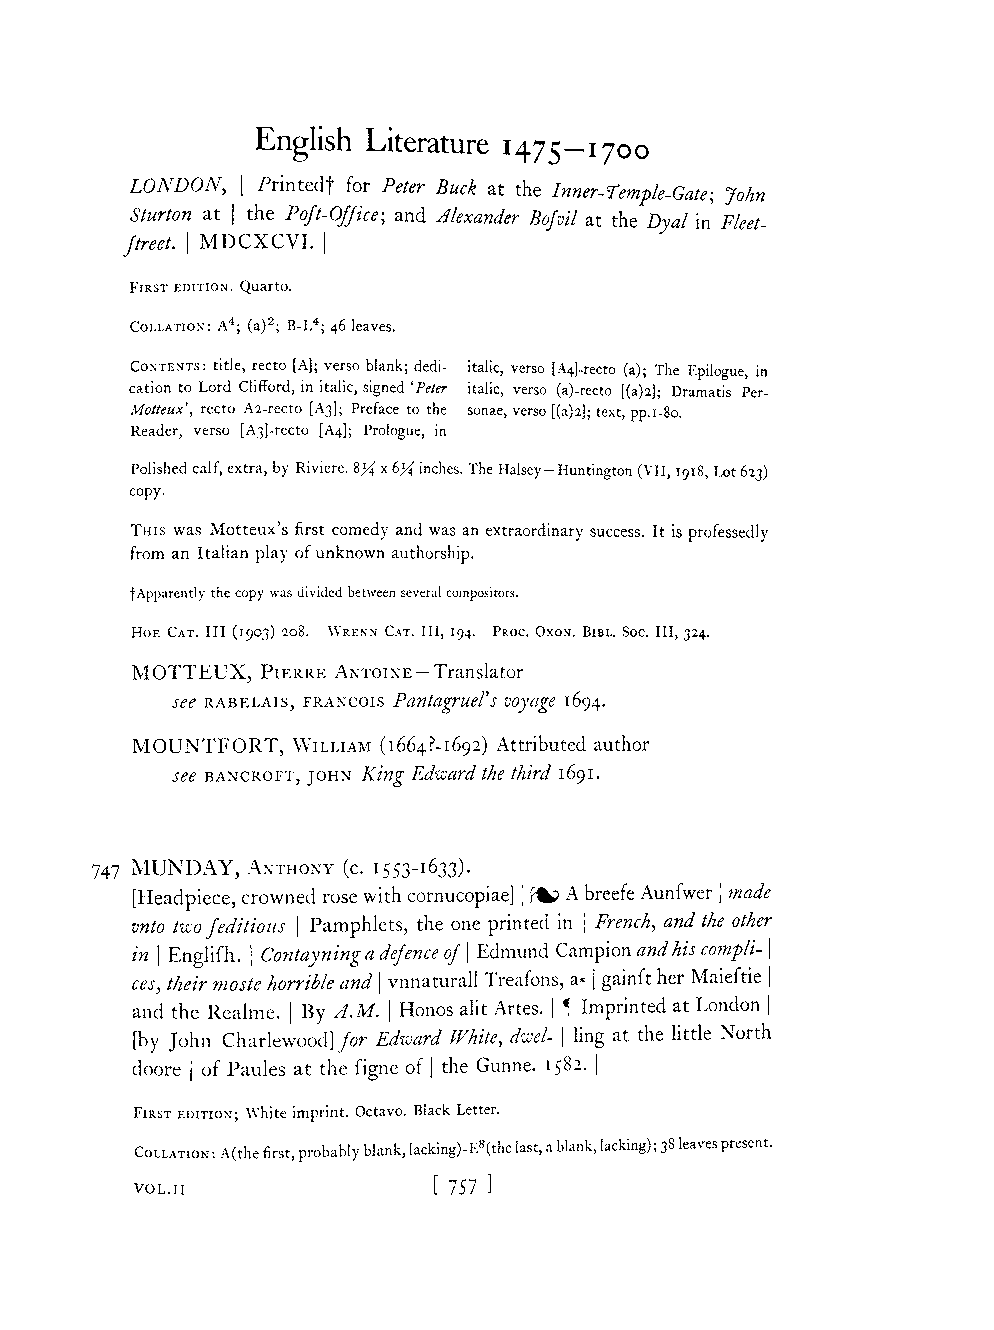 English Literature 1475–1700
LONDON, | Printed† for Peter Buck at the Inner-Temple-Gate; John
Sturton at | the Poſt-Office; and Alexander Boſvil at the Dyal in Fleet-
ſtreet. | MDCXCVI. |
FIRST EDITION. Quarto.
COLLATION: A⁴; (a)²; B-L⁴; 46 leaves.
CONTENTS: title, recto [A]; verso blank; dedi-
cation to Lord Clifford, in italic, signed ‘Peter
Motteux’, recto A2-recto [A3]; Preface to the
Reader, verso [A3]-recto [A4]; Prologue, in
italic, verso [A4]-recto (a); The Epilogue, in
italic, verso (a)-recto [(a)2]; Dramatis Per-
sonae, verso [(a)2]; text, pp.1-80.
Polished calf, extra, by Riviere. 8¼ x 6¼ inches. The Halsey—Huntington (VII, 1918, Lot 623)
copy.
THIS was Motteux's first comedy and was an extraordinary success. It is professedly
from an Italian play of unknown authorship.
†Apparently the copy was divided between several compositors.
HOE CAT. III (1903) 208. WRENN CAT. III, 194. PROC. OXON. BIBL. SOC. III, 324.
MOTTEUX, PIERRE ANTOINE—Translator
see RABELAIS, FRANCOIS Pantagruel's voyage 1694.
MOUNTFORT, WILLIAM (1664?-1692) Attributed author
see BANCROFT, JOHN King Edward the third 1691.
747 MUNDAY, ANTHONY (c. 1553-1633).
[Headpiece, crowned rose with cornucopiae] | ❧ A breefe Aunſwer | made
vnto two ſeditious | Pamphlets, the one printed in | French, and the other
in | Engliſh. | Contayning a defence of | Edmund Campion and his compli- |
ces, their moste horrible and | vnnaturall Treaſons, a= | gainſt her Maieſtie |
and the Realme. | By A.M. | Honos alit Artes. | ¶ Imprinted at London |
[by John Charlewood] for Edward White, dwel- | ling at the little North
doore | of Paules at the ſigne of | the Gunne. 1582. |
FIRST EDITION; White imprint. Octavo. Black Letter.
COLLATION: A(the first, probably blank, lacking)-E⁸(the last, a blank, lacking); 38 leaves present.
VOL.II [ 757 ]